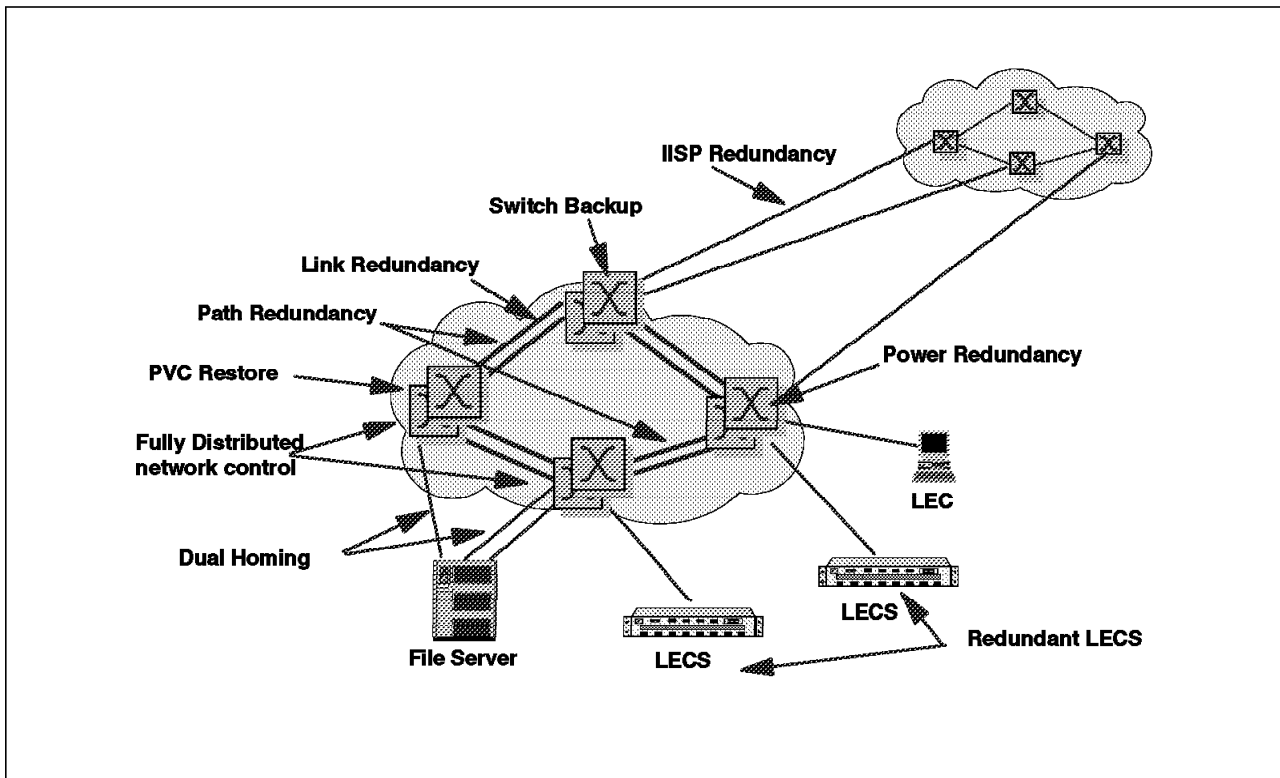 IISP Redundancy
Switch Backup
Link Redundancy
Path Redundancy
Power Redundancy
PVC Restore
Fully Distributed
network control
LEC
Dual Homing
LECS
Redundant LECS
File Server
LECS